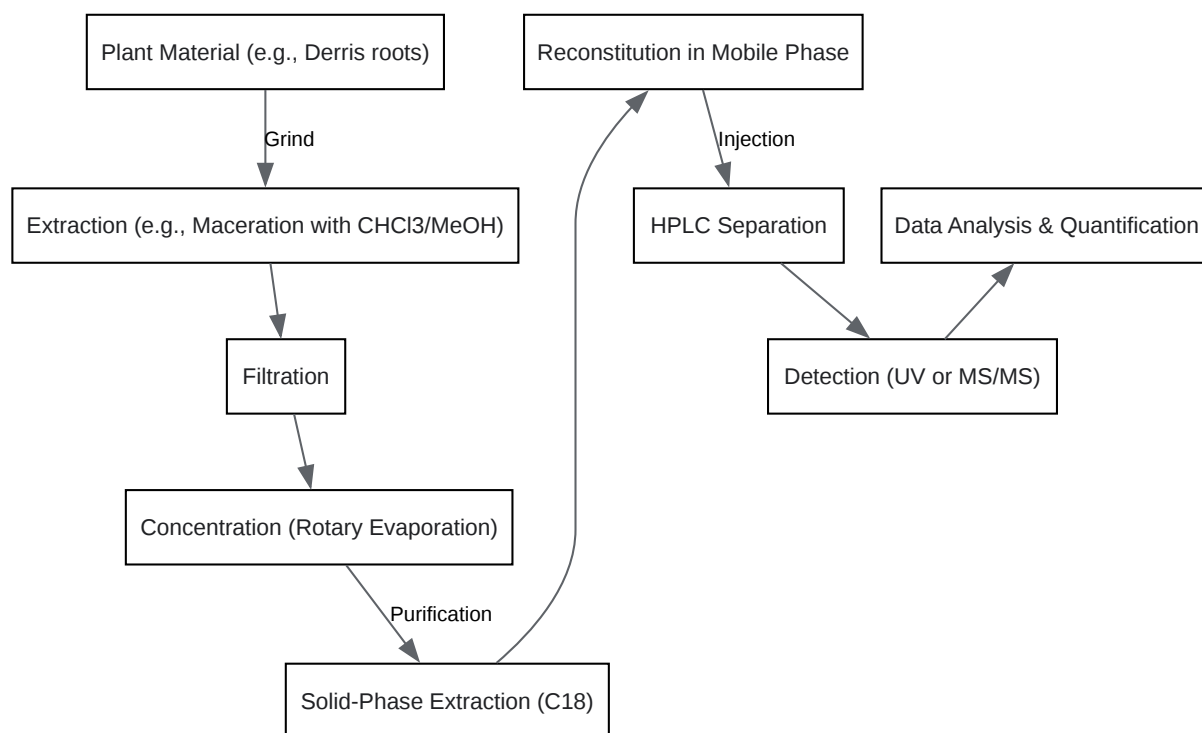 Plant Material (e.g., Derris roots)
Grind
Extraction (e.g., Maceration with CHCl3/MeOH)
Filtration
Concentration (Rotary Evaporation)
Purification
Solid-Phase Extraction (C18)
Reconstitution in Mobile Phase
Injection
HPLC Separation
Detection (UV or MS/MS)
Data Analysis & Quantification